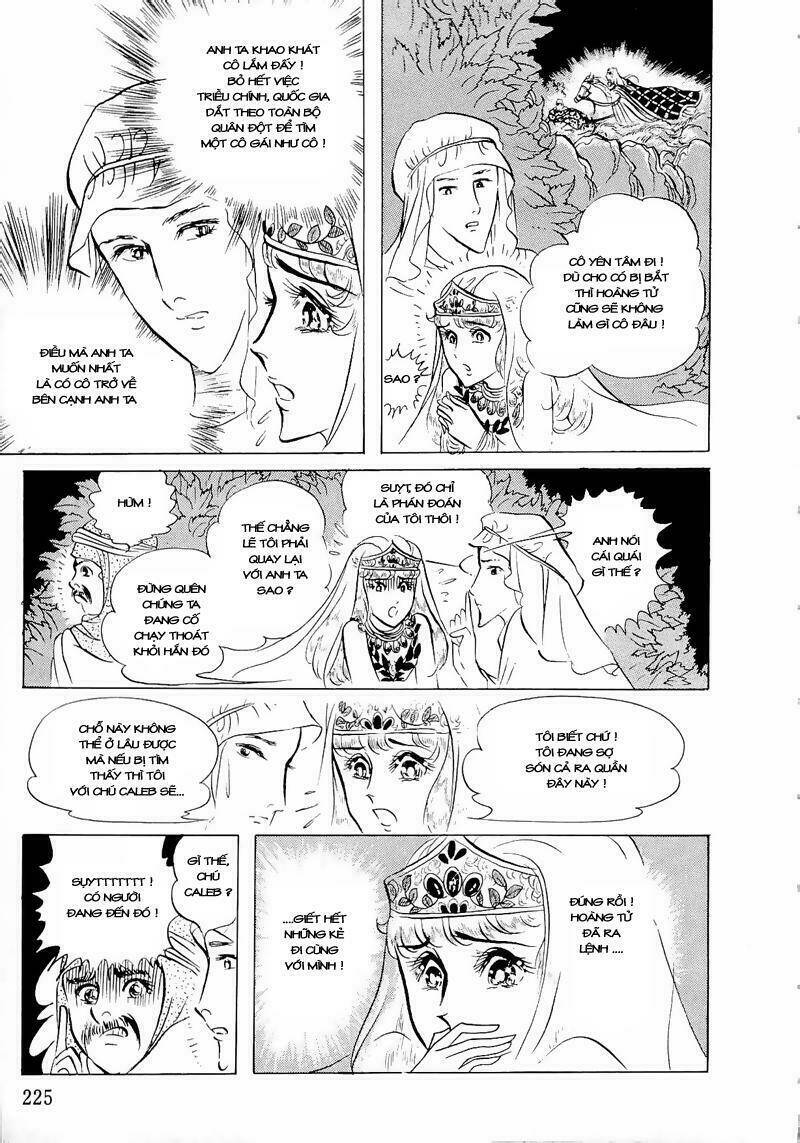 CÔ YÊN TÂM ĐI !
DÙ CHO CÓ BỊ BẮT
THÌ HOÀNG TỬ
CŨNG SẼ KHÔNG
LÀM GÌ CÔ ĐÂU !
SAO ?
ANH TA KHAO KHÁT
CÔ LẮM ĐẤY !
BỎ HẾT VIỆC
TRIỀU CHÍNH, QUỐC GIA
DẮT THEO TOÀN BỘ
QUÂN ĐỘT ĐỂ TÌM
MỘT CÔ GÁI NHƯ CÔ !
ĐIỀU MÀ ANH TA
MUỐN NHẤT
LÀ CÓ CÔ TRỞ VỀ
BÊN CẠNH ANH TA
ANH NÓI
CÁI QUÁI
GÌ THẾ ?
SUỴT, ĐÓ CHỈ
LÀ PHÁN ĐOÁN
CỦA TÔI THÔI !
THẾ CHẲNG
LẼ TÔI PHẢI
QUAY LẠI
VỚI ANH TA
SAO ?
HỪM !
ĐỪNG QUÊN
CHÚNG TA
ĐANG CỐ
CHẠY THOÁT
KHỎI HẮN ĐÓ
TÔI BIẾT CHỨ !
TÔI ĐANG SỢ
SÓN CẢ RA QUẦN
ĐÂY NÀY !
CHỖ NÀY KHÔNG
THỂ Ở LÂU ĐƯỢC
MÀ NẾU BỊ TÌM
THẤY THÌ TÔI
VỚI CHÚ CALEB SẼ...
ĐÚNG RỒI !
HOÀNG TỬ
ĐÃ RA
LỆNH ....
....GIẾT HẾT
NHỮNG KẺ
ĐI CÙNG
VỚI MÌNH !
GÌ THẾ,
CHÚ
CALEB ?
SỤYTTTTTTT !
CÓ NGƯỜI
ĐANG ĐẾN ĐÓ !
225